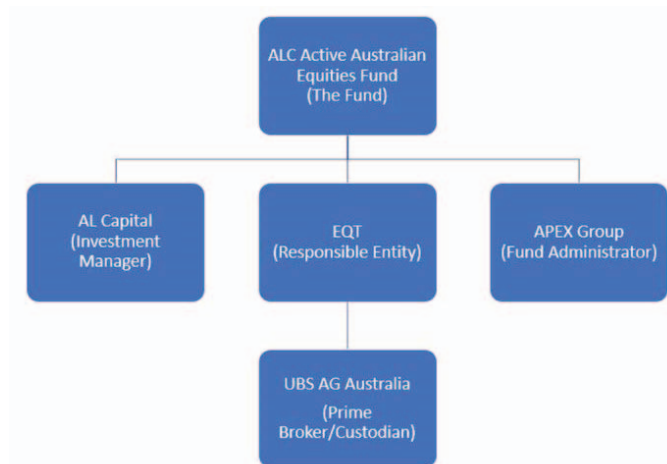 ALC Active Australian
Equities Fund
(The Fund)
AL Capital
(Investment
Manager)
EQT
(Responsible Entity)
APEX Group
(Fund Administrator)
UBS AG Australia
(Prime
Broker/Custodian)